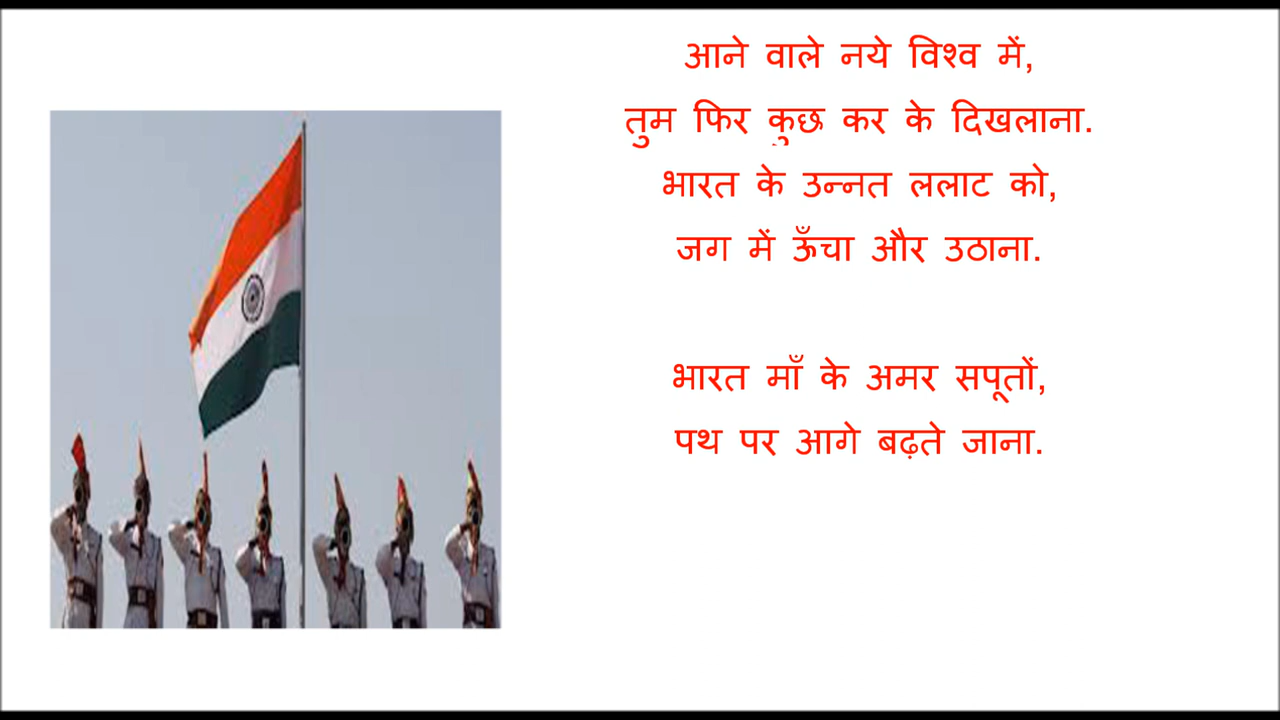 आने वाले नये विश्व में,
तुम फिर कुछ कर के दिखलाना.
भारत के उन्नत ललाट को,
जग में ऊँचा और उठाना.
भारत माँ के अमर सपूतों,
पथ पर आगे बढ़ते जाना.